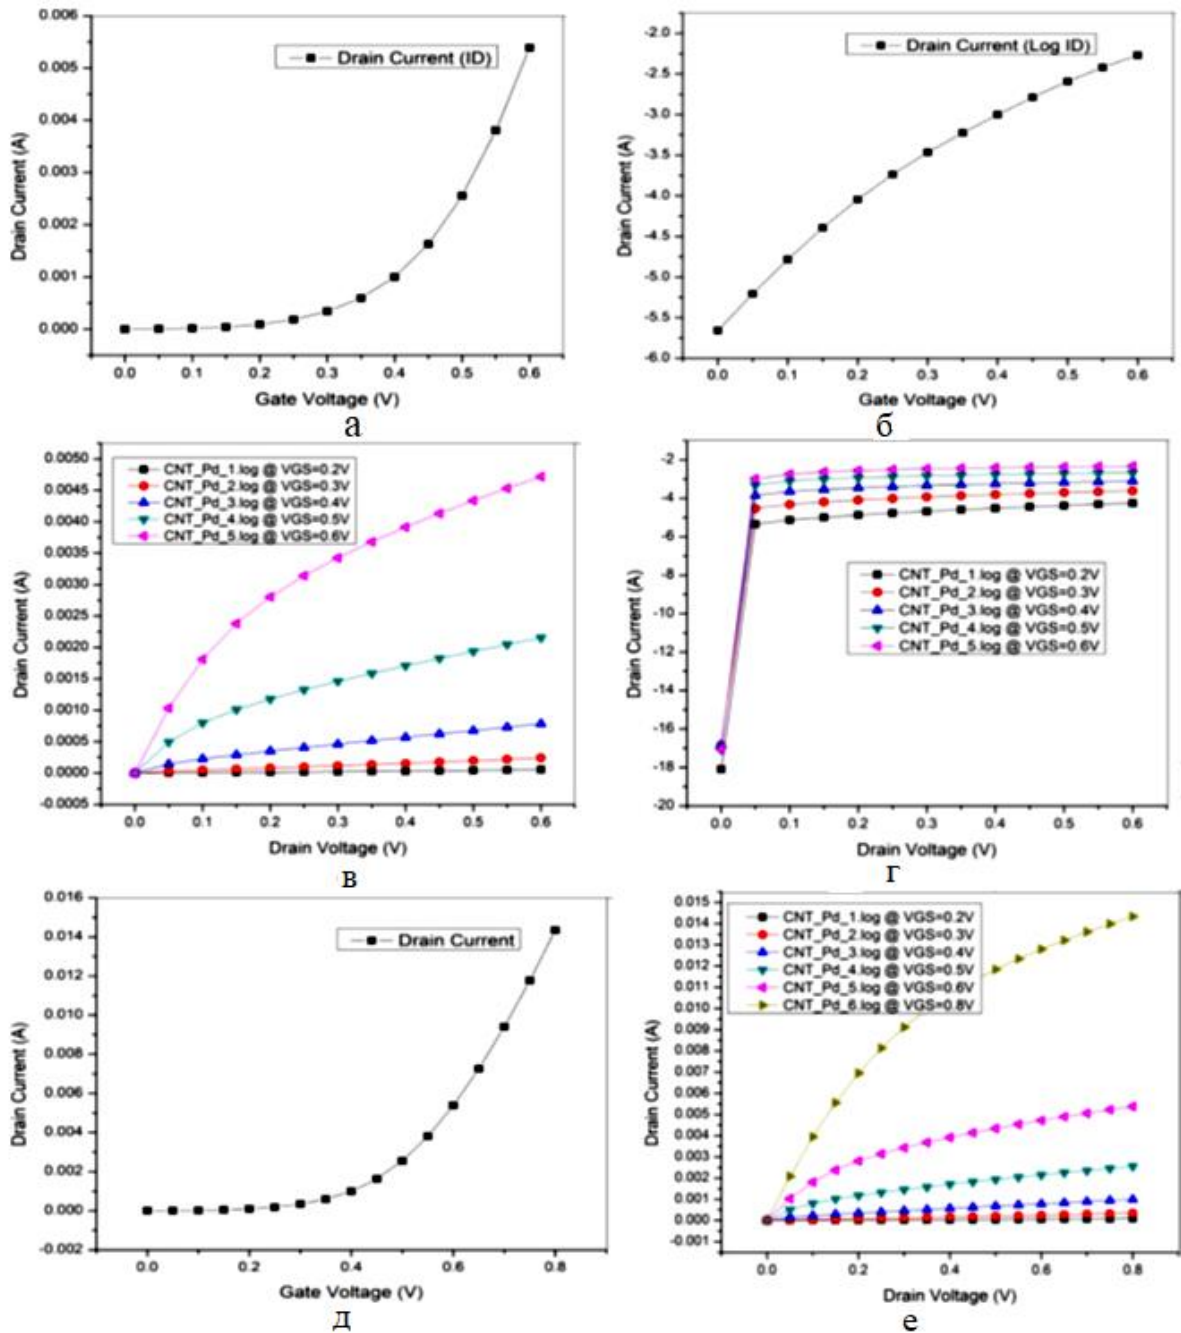 0.006
0.005
0.004
0.003
0.002
0.001
0.000
Drain Current (A)
Drain Current (ID)
0.0 0.1 0.2 0.3 0.4 0.5 0.6
Gate Voltage (V)
а
-2.0
-2.5
-3.0
-3.5
-4.0
-4.5
-5.0
-5.5
-6.0
Drain Current (A)
Drain Current (Log ID)
0.0 0.1 0.2 0.3 0.4 0.5 0.6
Gate Voltage (V)
б
0.0050
0.0045
0.0040
0.0035
0.0030
0.0025
0.0020
0.0015
0.0010
0.0005
0.0000
-0.0005
Drain Current (A)
CNT_Pd_1.log @ VGS=0.2V
CNT_Pd_2.log @ VGS=0.3V
CNT_Pd_3.log @ VGS=0.4V
CNT_Pd_4.log @ VGS=0.5V
CNT_Pd_5.log @ VGS=0.6V
0.0 0.1 0.2 0.3 0.4 0.5 0.6
Drain Voltage (V)
в
-2
-4
-6
-8
-10
-12
-14
-16
-18
-20
Drain Current (A)
CNT_Pd_1.log @ VGS=0.2V
CNT_Pd_2.log @ VGS=0.3V
CNT_Pd_3.log @ VGS=0.4V
CNT_Pd_4.log @ VGS=0.5V
CNT_Pd_5.log @ VGS=0.6V
0.0 0.1 0.2 0.3 0.4 0.5 0.6
Drain Voltage (V)
г
0.016
0.014
0.012
0.010
0.008
0.006
0.004
0.002
0.000
-0.002
Drain Current (A)
Drain Current
0.0 0.2 0.4 0.6 0.8
Gate Voltage (V)
д
0.015
0.014
0.013
0.012
0.011
0.010
0.009
0.008
0.007
0.006
0.005
0.004
0.003
0.002
0.001
0.000
-0.001
Drain Current (A)
CNT_Pd_1.log @ VGS=0.2V
CNT_Pd_2.log @ VGS=0.3V
CNT_Pd_3.log @ VGS=0.4V
CNT_Pd_4.log @ VGS=0.5V
CNT_Pd_5.log @ VGS=0.6V
CNT_Pd_6.log @ VGS=0.8V
0.0 0.2 0.4 0.6 0.8
Drain Voltage (V)
е